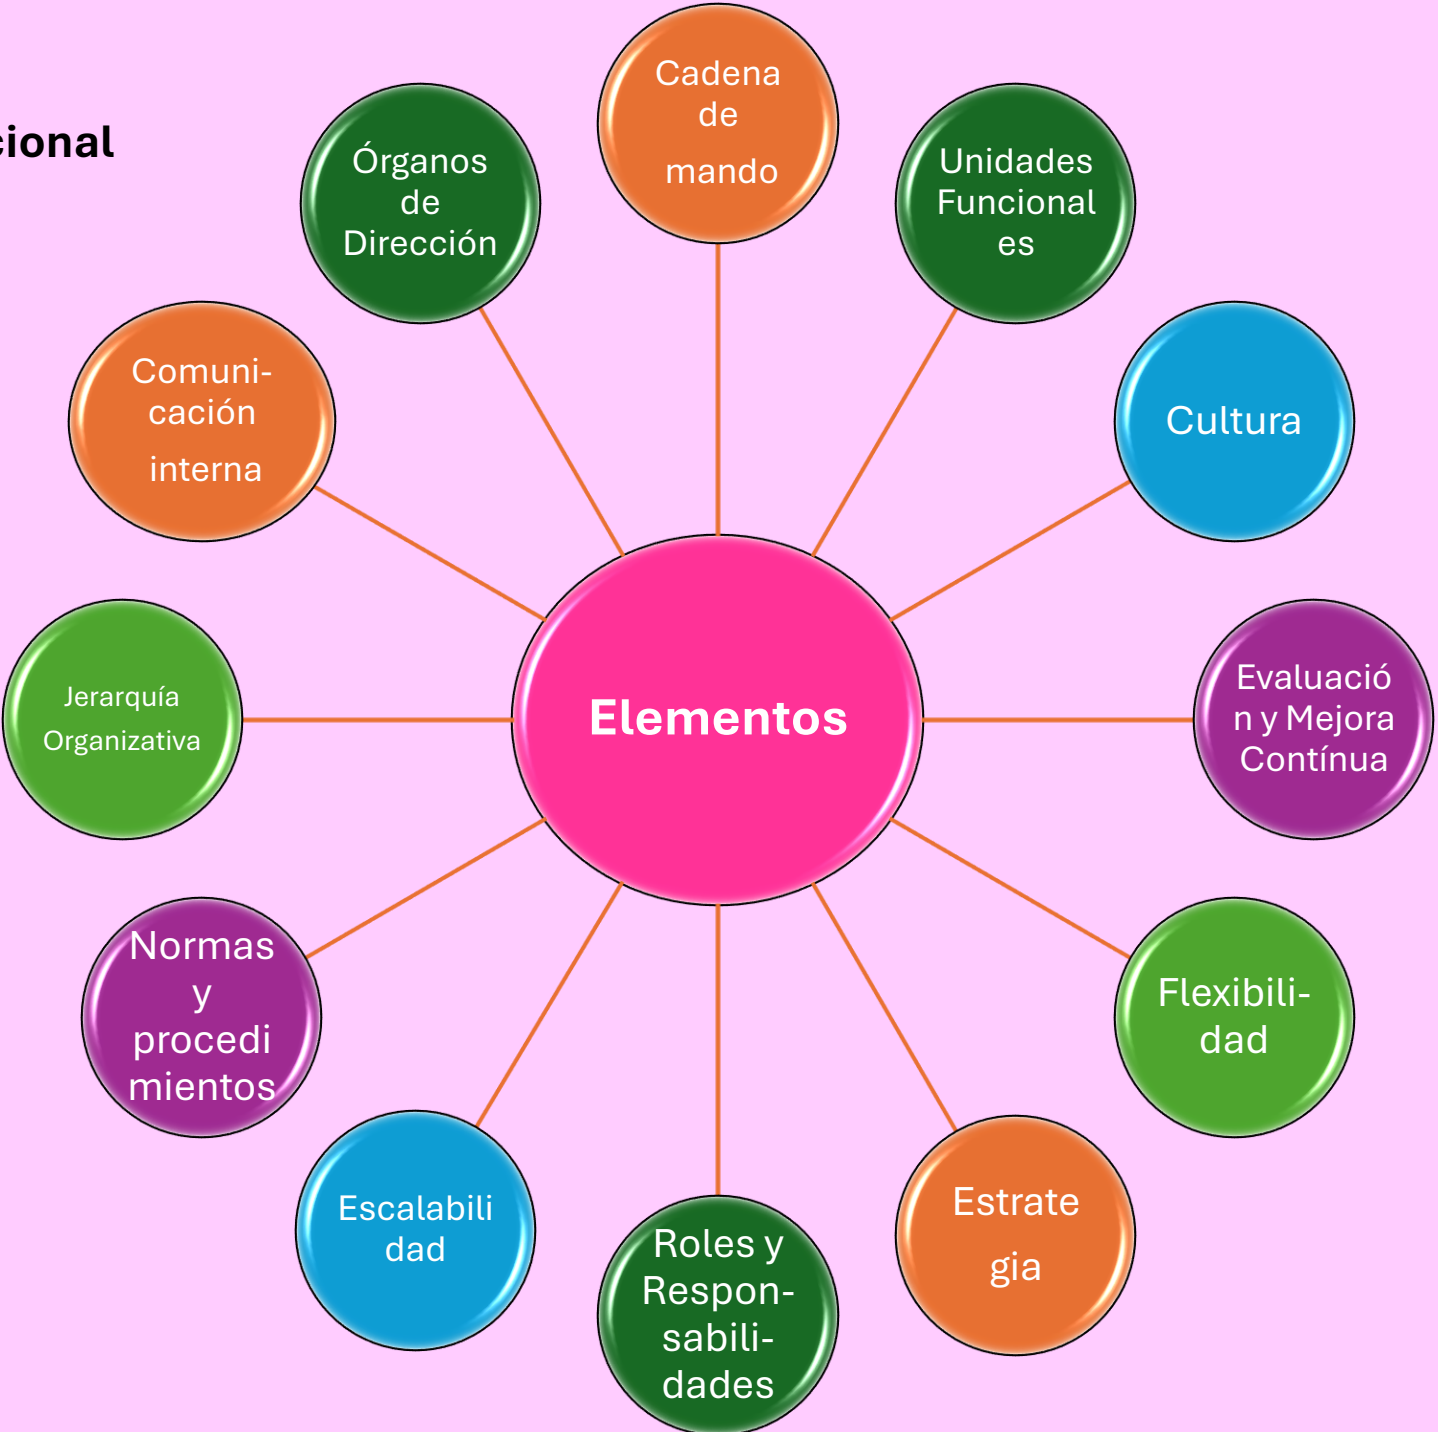 cional
Cadena
de
mando
Órganos
de
Dirección
Unidades
Funcional
es
Comuni-
cación
interna
Cultura
Jerarquía
Organizativa
Elementos
Evaluació
n y Mejora
Contínua
Normas
y
procedi
mientos
Flexibili-
dad
Escalabili
dad
Roles y
Respon-
sabili-
dades
Estrate
gia